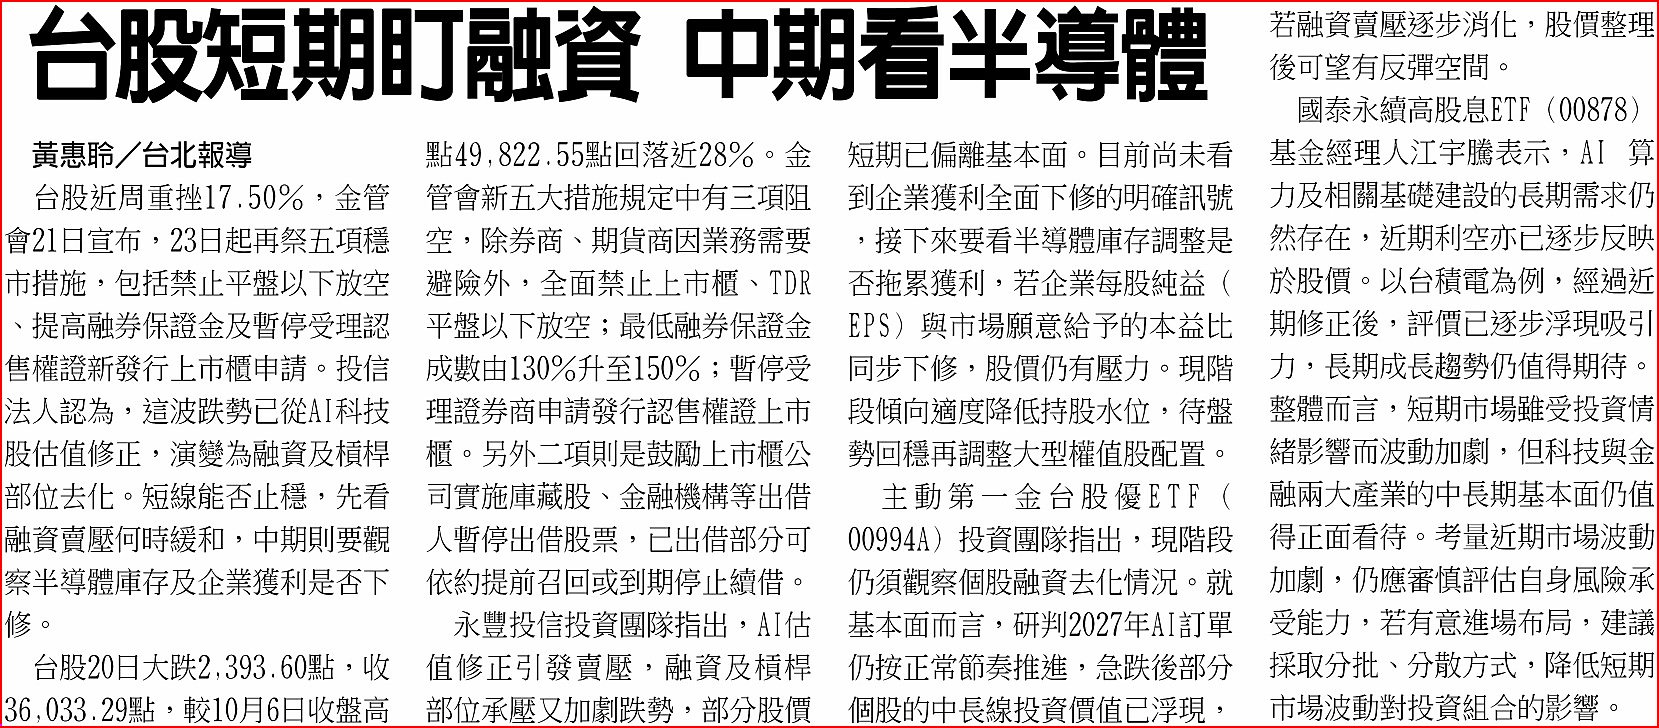 台股短期盯融資 中期看半導體
黃惠聆／台北報導
台股近周重挫17.50%，金管
會21日宣布，23日起再祭五項穩
市措施，包括禁止平盤以下放空
、提高融券保證金及暫停受理認
售權證新發行上市櫃申請。投信
法人認為，這波跌勢已從AI科技
股估值修正，演變為融資及槓桿
部位去化。短線能否止穩，先看
融資賣壓何時緩和，中期則要觀
察半導體庫存及企業獲利是否下
修。
台股20日大跌2,393.60點，收
36,033.29點，較10月6日收盤高
點49,822.55點回落近28%。金
管會新五大措施規定中有三項阻
空，除券商、期貨商因業務需要
避險外，全面禁止上市櫃、TDR
平盤以下放空；最低融券保證金
成數由130%升至150%；暫停受
理證券商申請發行認售權證上市
櫃。另外二項則是鼓勵上市櫃公
司實施庫藏股、金融機構等出借
人暫停出借股票，已出借部分可
依約提前召回或到期停止續借。
永豐投信投資團隊指出，AI估
值修正引發賣壓，融資及槓桿
部位承壓又加劇跌勢，部分股價
短期已偏離基本面。目前尚未看
到企業獲利全面下修的明確訊號
，接下來要看半導體庫存調整是
否拖累獲利，若企業每股純益（
EPS）與市場願意給予的本益比
同步下修，股價仍有壓力。現階
段傾向適度降低持股水位，待盤
勢回穩再調整大型權值股配置。
主動第一金台股優ETF（
00994A）投資團隊指出，現階段
仍須觀察個股融資去化情況。就
基本面而言，研判2027年AI訂單
仍按正常節奏推進，急跌後部分
個股的中長線投資價值已浮現，
若融資賣壓逐步消化，股價整理
後可望有反彈空間。
國泰永續高股息ETF（00878）
基金經理人江宇騰表示，AI 算
力及相關基礎建設的長期需求仍
然存在，近期利空亦已逐步反映
於股價。以台積電為例，經過近
期修正後，評價已逐步浮現吸引
力，長期成長趨勢仍值得期待。
整體而言，短期市場雖受投資情
緒影響而波動加劇，但科技與金
融兩大產業的中長期基本面仍值
得正面看待。考量近期市場波動
加劇，仍應審慎評估自身風險承
受能力，若有意進場布局，建議
採取分批、分散方式，降低短期
市場波動對投資組合的影響。